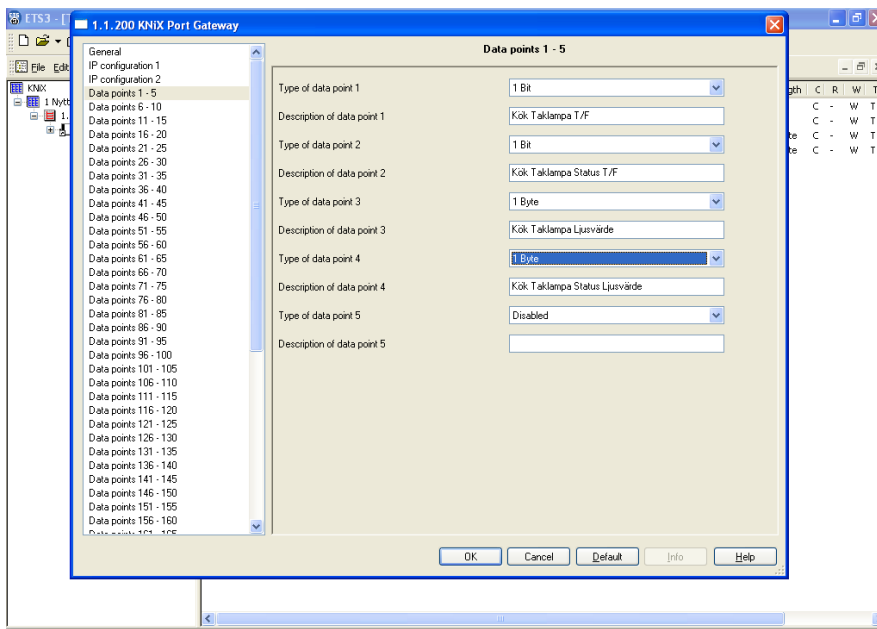 ETS3 - [T
1.1.200 KNiX Port Gateway
File Edit
KNX
1 Nytt
1.
gth C R W T
C - W T
C - W T
te C - W T
te C - W T
General
IP configuration 1
IP configuration 2
Data points 1 - 5
Data points 6 - 10
Data points 11 - 15
Data points 16 - 20
Data points 21 - 25
Data points 26 - 30
Data points 31 - 35
Data points 36 - 40
Data points 41 - 45
Data points 46 - 50
Data points 51 - 55
Data points 56 - 60
Data points 61 - 65
Data points 66 - 70
Data points 71 - 75
Data points 76 - 80
Data points 81 - 85
Data points 86 - 90
Data points 91 - 95
Data points 96 - 100
Data points 101 - 105
Data points 106 - 110
Data points 111 - 115
Data points 116 - 120
Data points 121 - 125
Data points 126 - 130
Data points 131 - 135
Data points 136 - 140
Data points 141 - 145
Data points 146 - 150
Data points 151 - 155
Data points 156 - 160
Data points 161 - 165
Data points 1 - 5
Type of data point 1 1 Bit
Description of data point 1 Kök Taklampa T/F
Type of data point 2 1 Bit
Description of data point 2 Kök Taklampa Status T/F
Type of data point 3 1 Byte
Description of data point 3 Kök Taklampa Ljusvärde
Type of data point 4 1 Byte
Description of data point 4 Kök Taklampa Status Ljusvärde
Type of data point 5 Disabled
Description of data point 5
OK Cancel Default Info Help